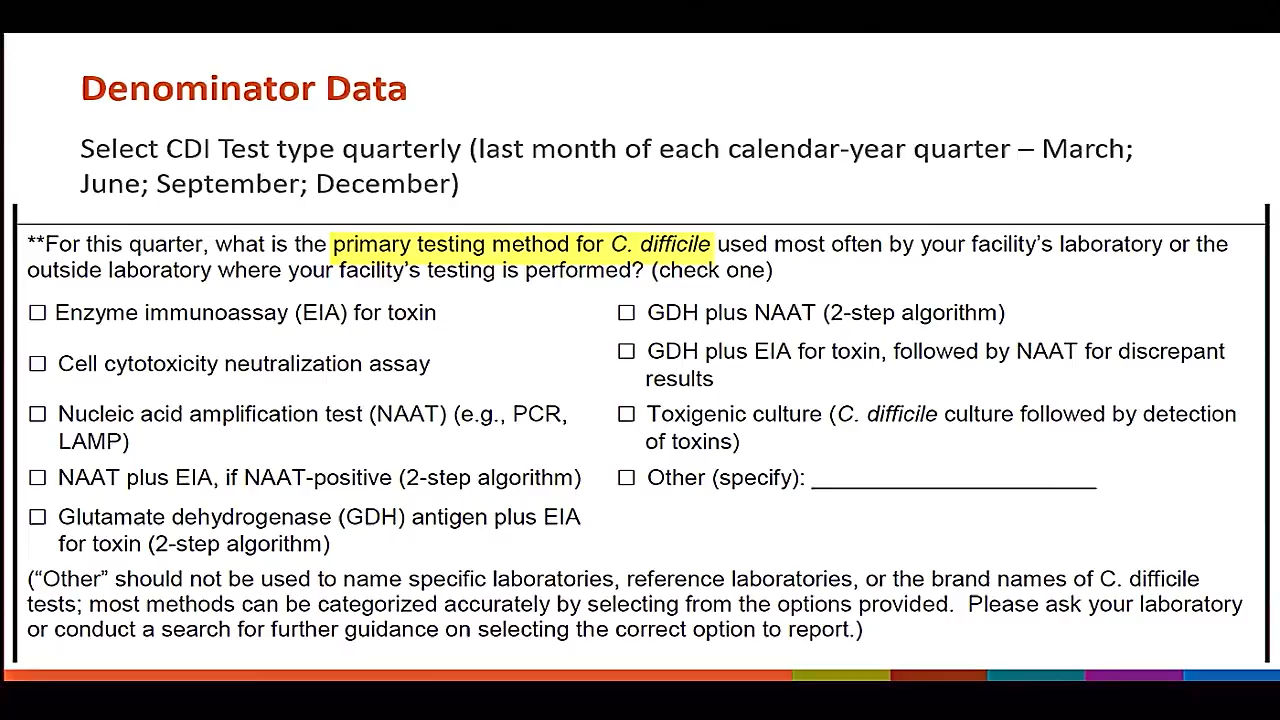 Denominator Data
Select CDI Test type quarterly (last month of each calendar-year quarter – March;
June; September; December)
**For this quarter, what is the primary testing method for C. difficile used most often by your facility’s laboratory or the
outside laboratory where your facility’s testing is performed? (check one)
☐ Enzyme immunoassay (EIA) for toxin
☐ Cell cytotoxicity neutralization assay
☐ Nucleic acid amplification test (NAAT) (e.g., PCR,
LAMP)
☐ NAAT plus EIA, if NAAT-positive (2-step algorithm)
☐ Glutamate dehydrogenase (GDH) antigen plus EIA
for toxin (2-step algorithm)
☐ GDH plus NAAT (2-step algorithm)
☐ GDH plus EIA for toxin, followed by NAAT for discrepant
results
☐ Toxigenic culture (C. difficile culture followed by detection
of toxins)
☐ Other (specify): ______________________
(“Other” should not be used to name specific laboratories, reference laboratories, or the brand names of C. difficile
tests; most methods can be categorized accurately by selecting from the options provided.  Please ask your laboratory
or conduct a search for further guidance on selecting the correct option to report.)